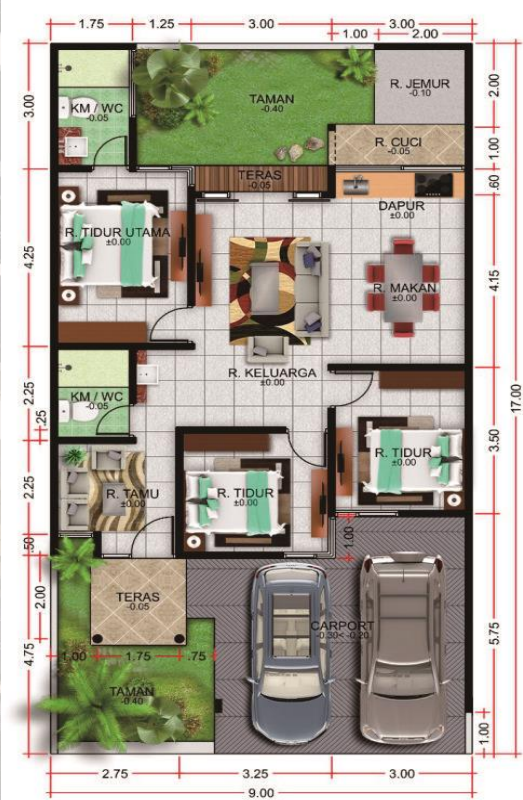 1.75
1.25
3.00
3.00
1.00
2.00
3.00
2.00
1.00
.60
4.25
4.15
17.00
2.25
.25
3.50
2.25
.50
2.00
4.75
5.75
1.00
KM / WC
-0.05
TAMAN
-0.40
R. JEMUR
-0.10
R. CUCI
-0.05
TERAS
-0.05
DAPUR
±0.00
R. TIDUR UTAMA
±0.00
R. MAKAN
±0.00
R. KELUARGA
±0.00
KM / WC
-0.05
R. TIDUR
±0.00
R. TAMU
±0.00
R. TIDUR
±0.00
1.00
TERAS
-0.05
CARPORT
-0.30< -0.20
1.00
1.75
.75
TAMAN
-0.40
2.75
3.25
3.00
9.00